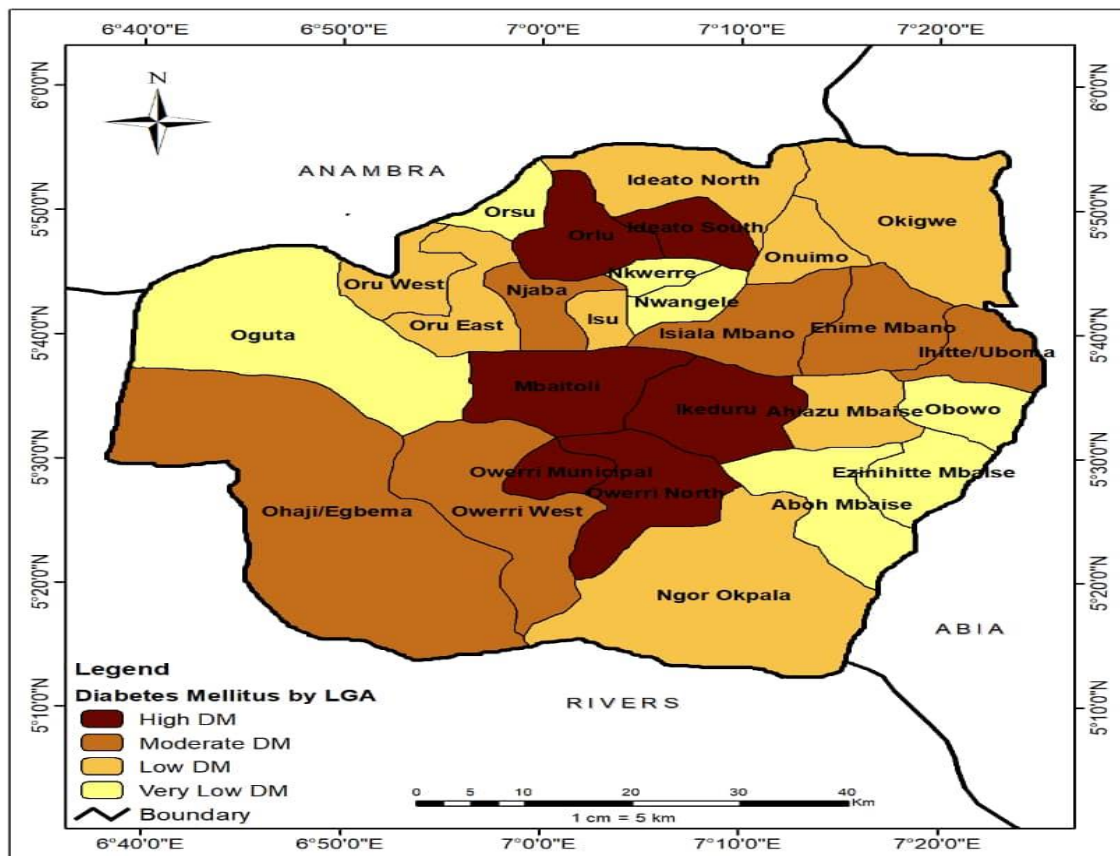 6°40'0"E 6°50'0"E 7°0'0"E 7°10'0"E 7°20'0"E
N
6°0'0"N
6°0'0"N
ANAMBRA
Ideato North
Orsu
Okigwe
5°50'0"N
5°50'0"N
Orlu
Ideato South
Onuimo
Nkwerre
Oru West
Njaba
Nwangele
Isu
Oru East
Oguta
Isiala Mbano
Ehime Mbano
5°40'0"N
5°40'0"N
Ihitte/Uboma
Mbaitoli
Ikeduru
Ahiazu Mbaise
Obowo
5°30'0"N
5°30'0"N
Owerri Municipal
Ezinihitte Mbaise
Owerri North
Aboh Mbaise
Ohaji/Egbema
Owerri West
5°20'0"N
5°20'0"N
Ngor Okpala
ABIA
Legend
Diabetes Mellitus by LGA
RIVERS
5°10'0"N
5°10'0"N
High DM
Moderate DM
Low DM
Very Low DM
Boundary
0 5 10 20 30 40
Km
1 cm = 5 km
6°40'0"E 6°50'0"E 7°0'0"E 7°10'0"E 7°20'0"E